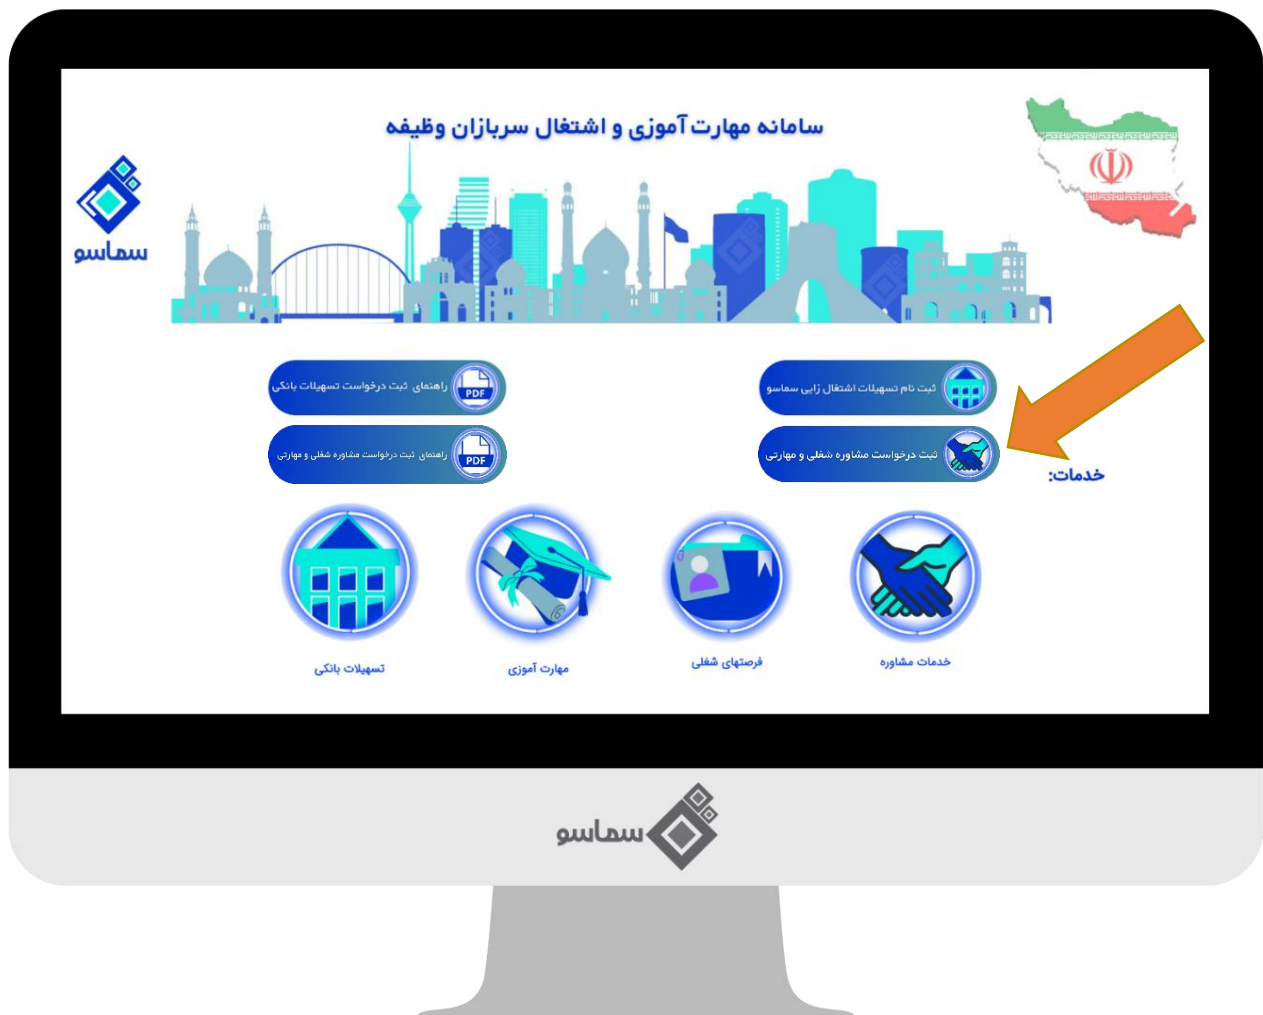 سامانه مهارت آموزی و اشتغال سربازان وظیفه
سماسو
ثبت نام تسهیلات اشتغال زایی سماسو
راهنمای ثبت درخواست تسهیلات بانکی
PDF
ثبت درخواست مشاوره شغلی و مهارتی
راهنمای ثبت درخواست مشاوره شغلی و مهارتی
PDF
خدمات:
خدمات مشاوره
فرصتهای شغلی
مهارت آموزی
تسهیلات بانکی
سماسو